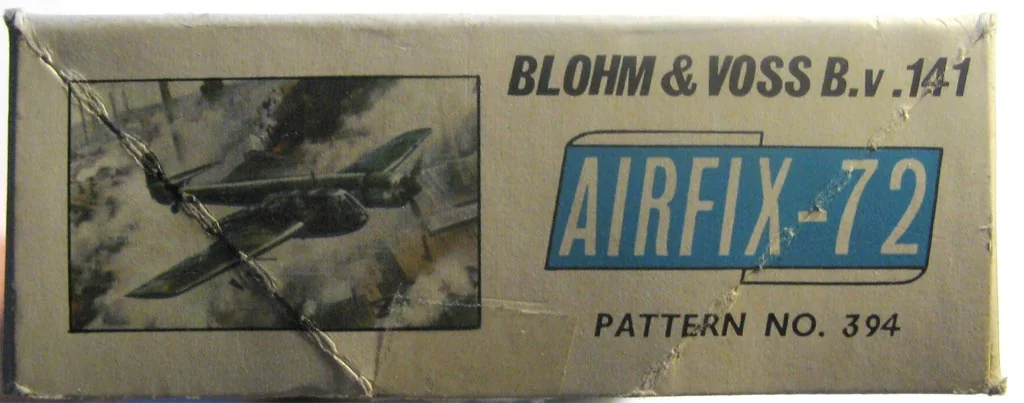 BLOHM & VOSS B.v.141
AIRFIX-72
PATTERN NO. 394